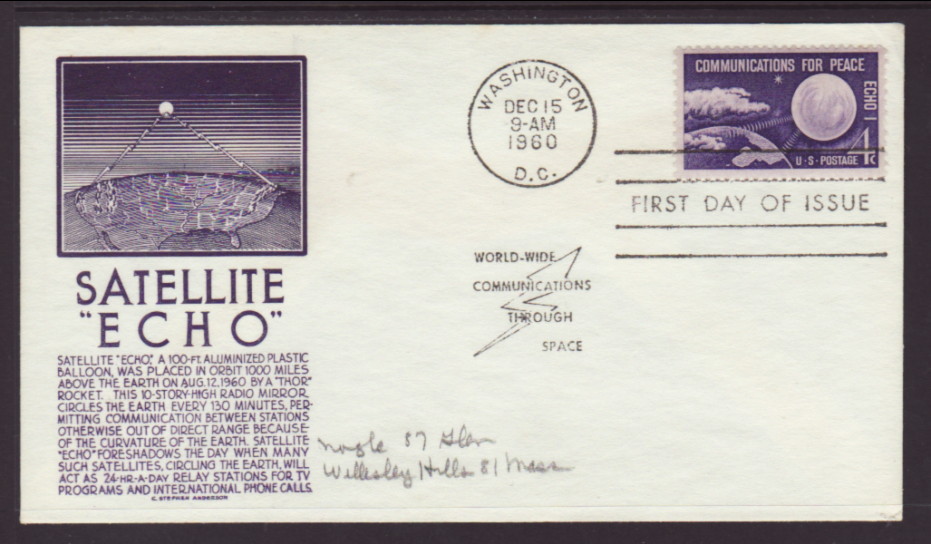 SATELLITE
"ECHO"
SATELLITE "ECHO", A 100-FT. ALUMINIZED PLASTIC
BALLOON, WAS PLACED IN ORBIT 1000 MILES
ABOVE THE EARTH ON AUG. 12, 1960 BY A "THOR"
ROCKET. THIS 10-STORY-HIGH RADIO MIRROR,
CIRCLES THE EARTH EVERY 130 MINUTES, PER-
MITTING COMMUNICATION BETWEEN STATIONS
OTHERWISE OUT OF DIRECT RANGE BECAUSE
OF THE CURVATURE OF THE EARTH. SATELLITE
"ECHO" FORESHADOWS THE DAY WHEN MANY
SUCH SATELLITES, CIRCLING THE EARTH, WILL
ACT AS 24-HR-A-DAY RELAY STATIONS FOR TV
PROGRAMS AND INTERNATIONAL PHONE CALLS.
C. STEPHEN ANDERSON
WASHINGTON
DEC 15
9-AM
1960
D.C.
COMMUNICATIONS FOR PEACE
ECHO I
4c
U·S·POSTAGE
FIRST DAY OF ISSUE
WORLD-WIDE
COMMUNICATIONS
THROUGH
SPACE
87
Wellesley Hills 81 Mass